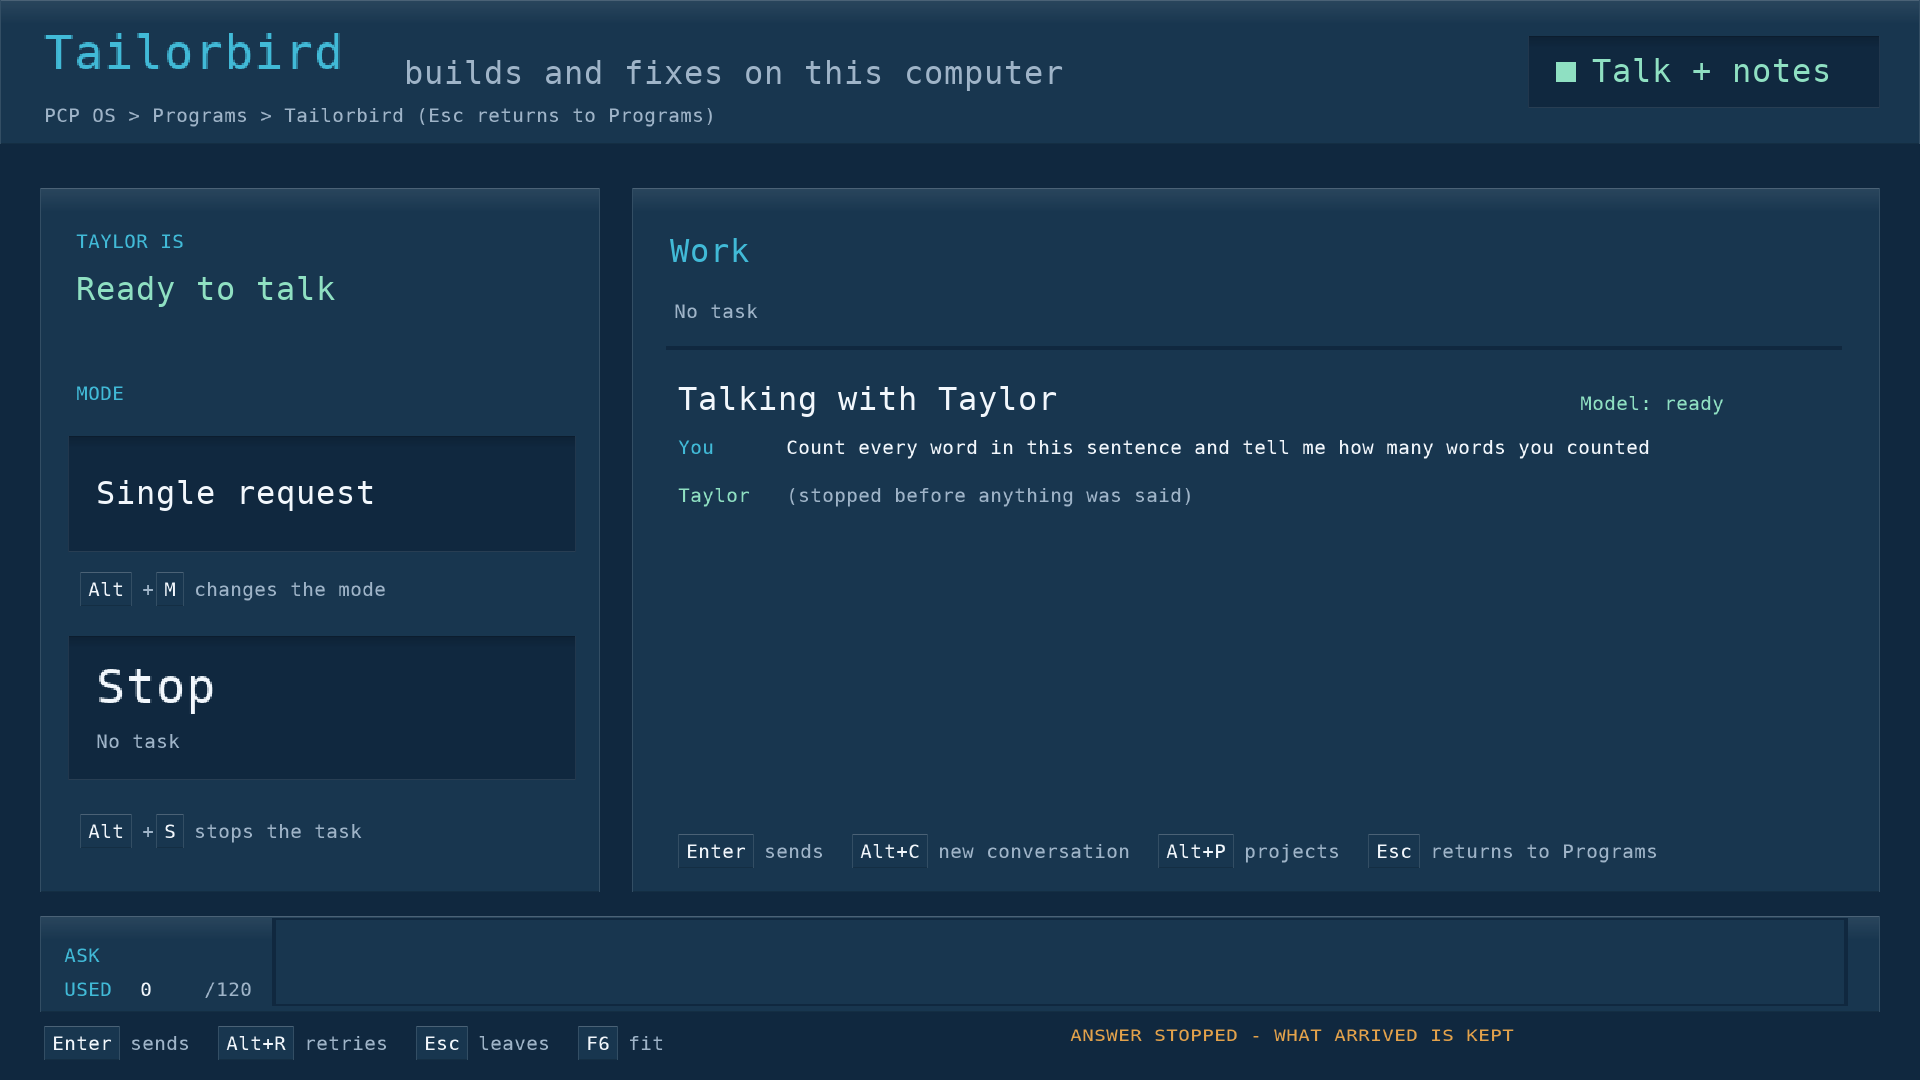 Tailorbird builds and fixes on this computer
Talk + notes
PCP OS > Programs > Tailorbird (Esc returns to Programs)
TAYLOR IS
Ready to talk
MODE
Single request
Alt + M changes the mode
Stop
No task
Alt + S stops the task
Work
No task
Talking with Taylor
Model: ready
You Count every word in this sentence and tell me how many words you counted
Taylor (stopped before anything was said)
Enter sends Alt+C new conversation Alt+P projects Esc returns to Programs
ASK
USED 0 /120
Enter sends Alt+R retries Esc leaves F6 fit
ANSWER STOPPED - WHAT ARRIVED IS KEPT